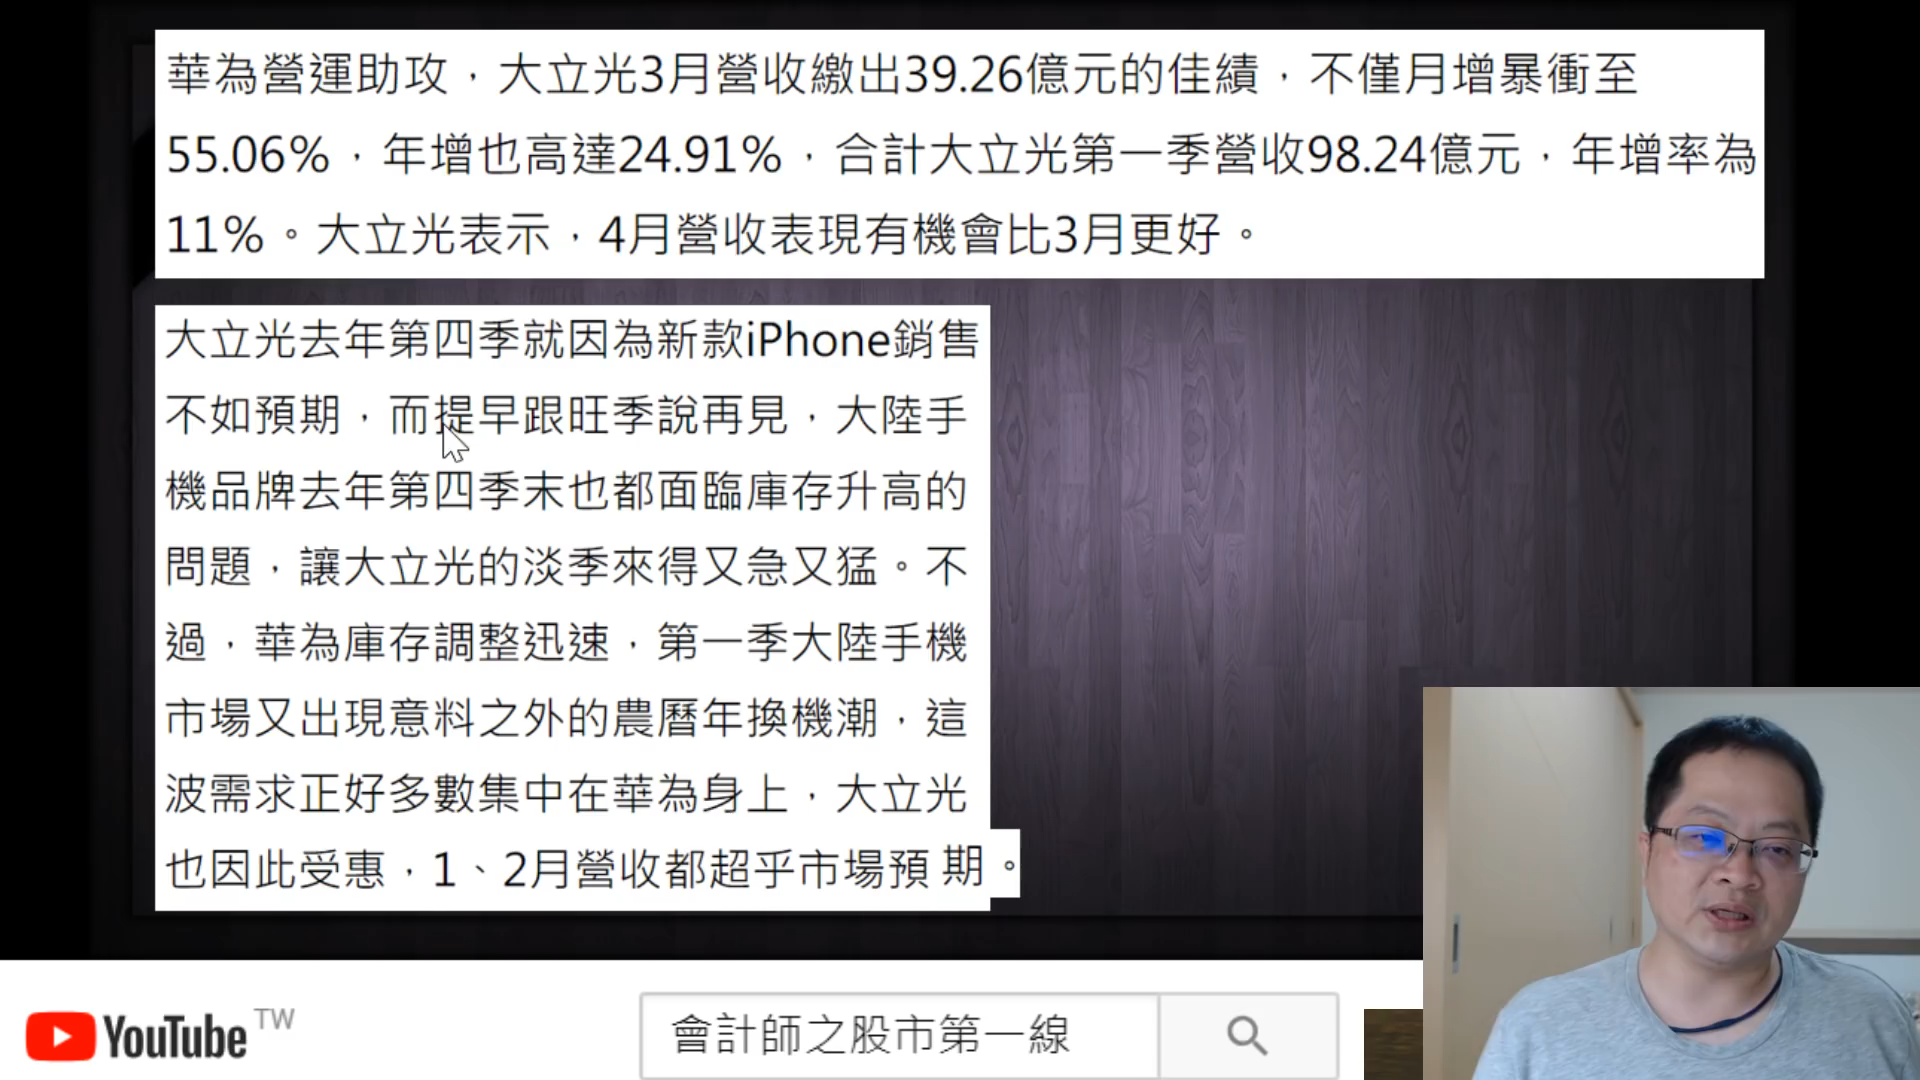 華為營運助攻，大立光3月營收繳出39.26億元的佳績，不僅月增暴衝至
55.06%，年增也高達24.91%，合計大立光第一季營收98.24億元，年增率為
11%。大立光表示，4月營收表現有機會比3月更好。
大立光去年第四季就因為新款iPhone銷售
不如預期，而提早跟旺季說再見，大陸手
機品牌去年第四季末也都面臨庫存升高的
問題，讓大立光的淡季來得又急又猛。不
過，華為庫存調整迅速，第一季大陸手機
市場又出現意料之外的農曆年換機潮，這
波需求正好多數集中在華為身上，大立光
也因此受惠，1、2月營收都超乎市場預期。
YouTube TW
會計師之股市第一線